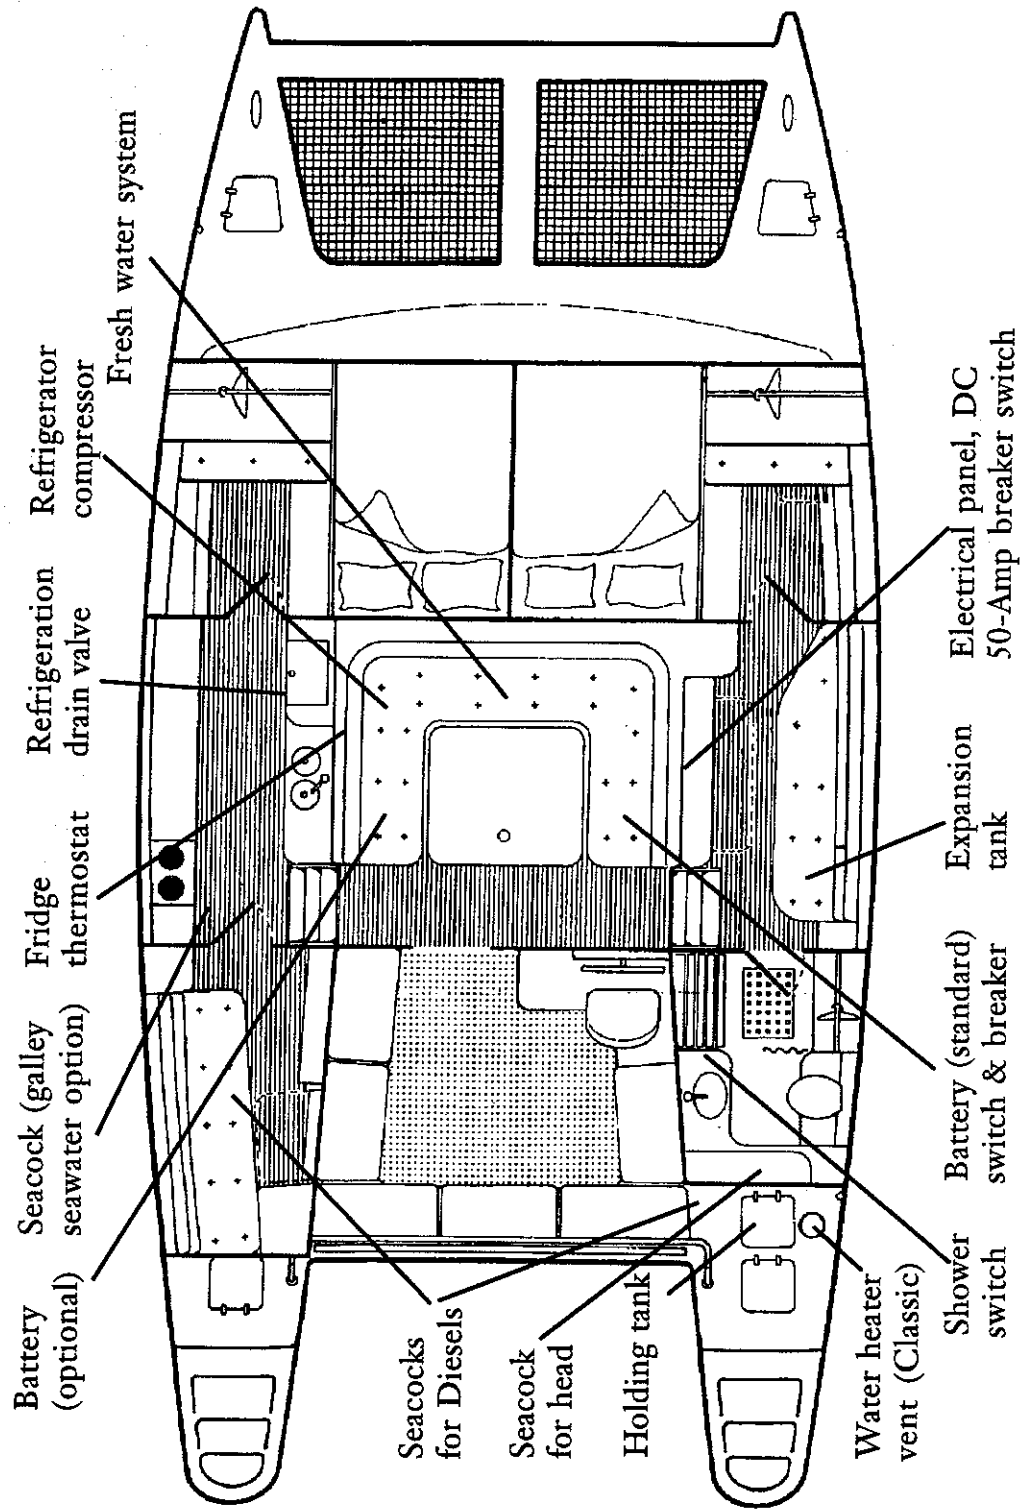 Battery
(optional)
Seacock (galley
seawater option)
Fridge
thermostat
Refrigeration
drain valve
Refrigerator
compressor
Fresh water system
Seacocks
for Diesels
Seacock
for head
Holding tank
Water heater
vent (Classic)
Shower
switch
Battery (standard)
switch & breaker
Expansion
tank
Electrical panel, DC
50-Amp breaker switch